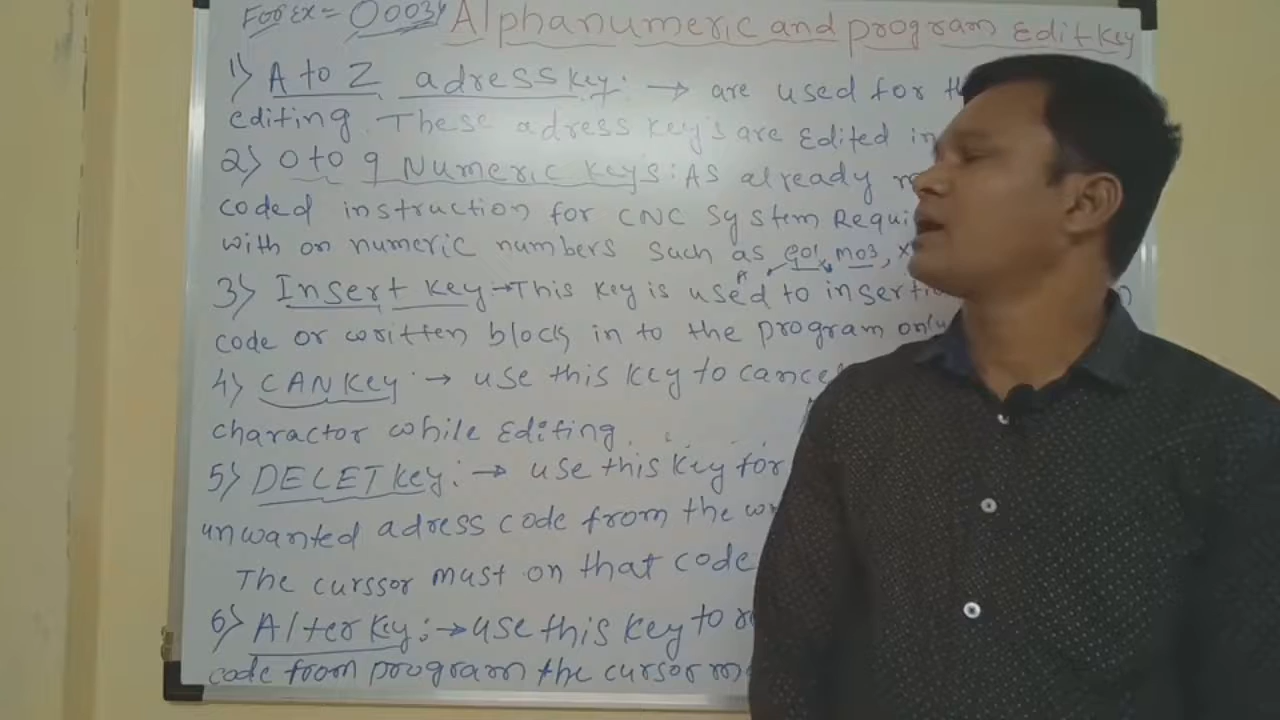 For Ex = O0034 Alphanumeric and program Edit Key
1) A to Z adress key: → are used for
editing. These adress key's are Edited in
2) 0 to 9 Numeric key's: As already
coded instruction for CNC System Requi
with on numeric numbers such as g01, m03, X
3) Insert key → This key is used to insert
code or written block in to the program only
4) CAN Key → use this key to cancel
charactor while Editing.
5) DELET key: → use this key for
unwanted adress code from the
The curssor must on that code
6) Alter Key: → use this key to
code from program the cursor